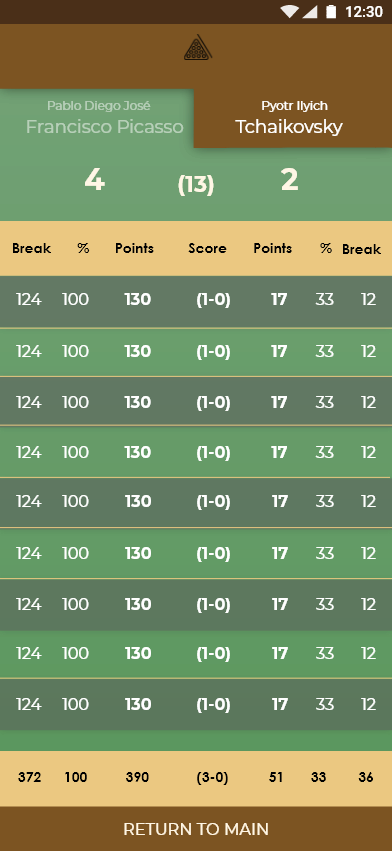 12:30
Pablo Diego José
Francisco Picasso
Pyotr Ilyich
Tchaikovsky
4 (13) 2
Break % Points Score Points % Break
124 100 130 (1-0) 17 33 12
124 100 130 (1-0) 17 33 12
124 100 130 (1-0) 17 33 12
124 100 130 (1-0) 17 33 12
124 100 130 (1-0) 17 33 12
124 100 130 (1-0) 17 33 12
124 100 130 (1-0) 17 33 12
124 100 130 (1-0) 17 33 12
124 100 130 (1-0) 17 33 12
372 100 390 (3-0) 51 33 36
RETURN TO MAIN